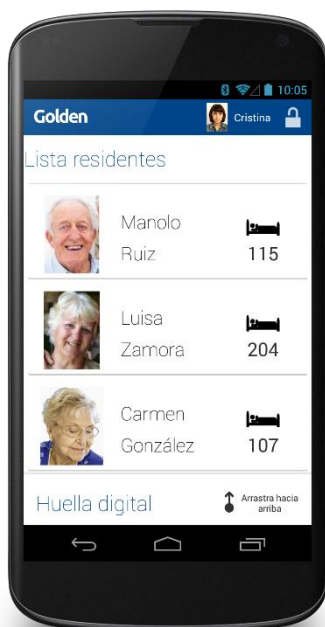 10:05
Golden
Cristina
Lista residentes
Manolo
Ruiz
115
Luisa
Zamora
204
Carmen
González
107
Huella digital
Arrastra hacia
arriba